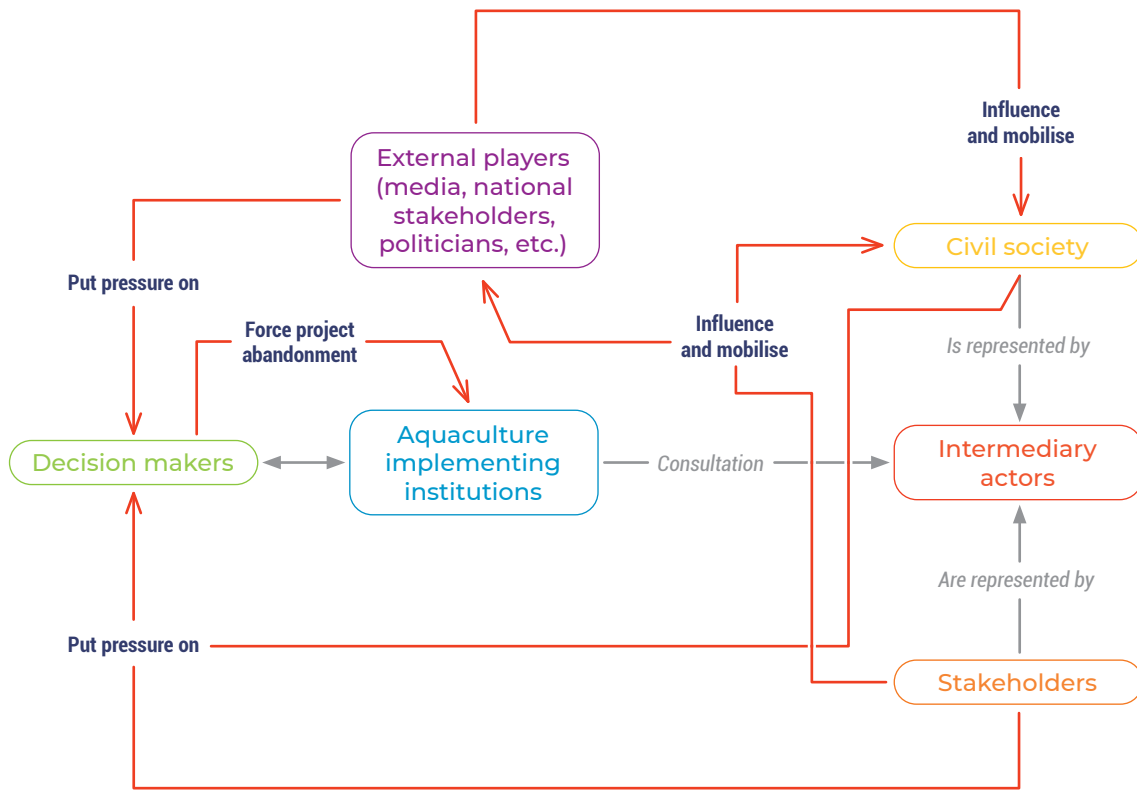 Influence
and mobilise
External players
(media, national
stakeholders,
politicians, etc.)
Civil society
Put pressure on
Force project
abandonment
Influence
and mobilise
Is represented by
Decision makers
Aquaculture
implementing
institutions
Consultation
Intermediary
actors
Are represented by
Put pressure on
Stakeholders